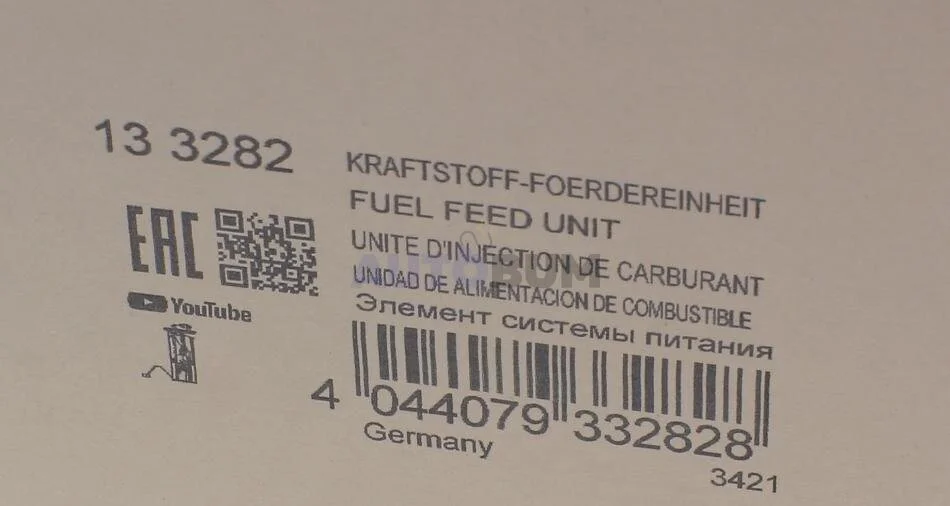 13 3282
KRAFTSTOFF-FOERDEREINHEIT
FUEL FEED UNIT
UNITE D'INJECTION DE CARBURANT
UNIDAD DE ALIMENTACION DE COMBUSTIBLE
Элемент системы питания
EAC
YouTube
AUTOBUM
4 044079 332828
Germany
3421